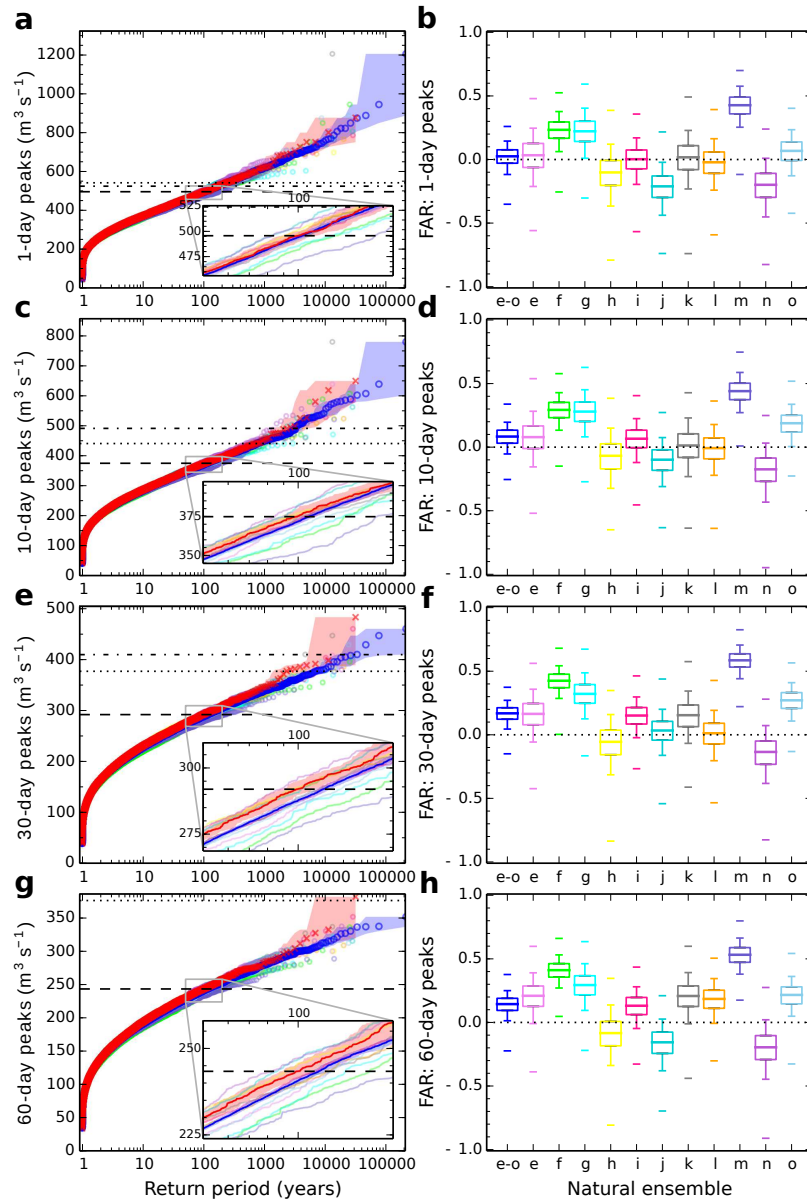 a
1-day peaks (m³ s⁻¹)
1200
1000
800
600
400
200
0
1 10 100 1000 10000 100000
100
525
500
475
b
FAR: 1-day peaks
1.0
0.5
0.0
- 0.5
- 1.0
e-o e f g h i j k l m n o
c
10-day peaks (m³ s⁻¹)
800
700
600
500
400
300
200
100
0
1 10 100 1000 10000 100000
100
375
350
d
FAR: 10-day peaks
1.0
0.5
0.0
0.5
1.0
e-o e f g h i j k l m n o
e
30-day peaks (m³ s⁻¹)
500
400
300
200
100
0
1 10 100 1000 10000 100000
100
300
275
f
FAR: 30-day peaks
1.0
0.5
0.0
0.5
1.0
e-o e f g h i j k l m n o
g
60-day peaks (m³ s⁻¹)
350
300
250
200
150
100
50
0
1 10 100 1000 10000 100000
100
250
225
Return period (years)
h
FAR: 60-day peaks
1.0
0.5
0.0
0.5
1.0
e-o e f g h i j k l m n o
Natural ensemble